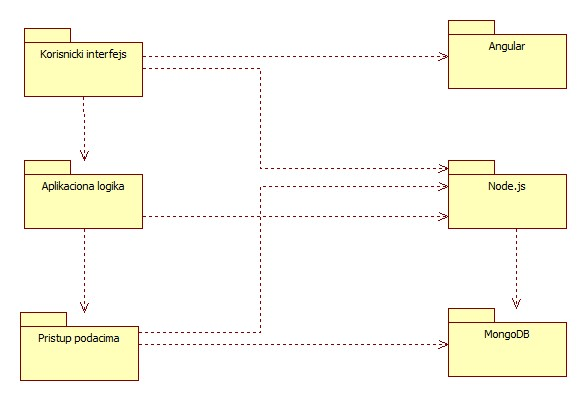 Korisnicki interfejs
Angular
Aplikaciona logika
Node.js
Pristup podacima
MongoDB